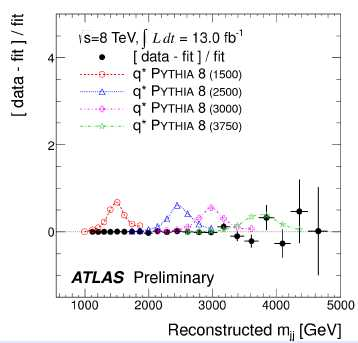 [ data - fit ] / fit
√s=8 TeV, ∫ L dt = 13.0 fb⁻¹
[ data - fit ] / fit
q* PYTHIA 8 (1500)
q* PYTHIA 8 (2500)
q* PYTHIA 8 (3000)
q* PYTHIA 8 (3750)
4
2
0
ATLAS Preliminary
1000 2000 3000 4000 5000
Reconstructed mjj [GeV]